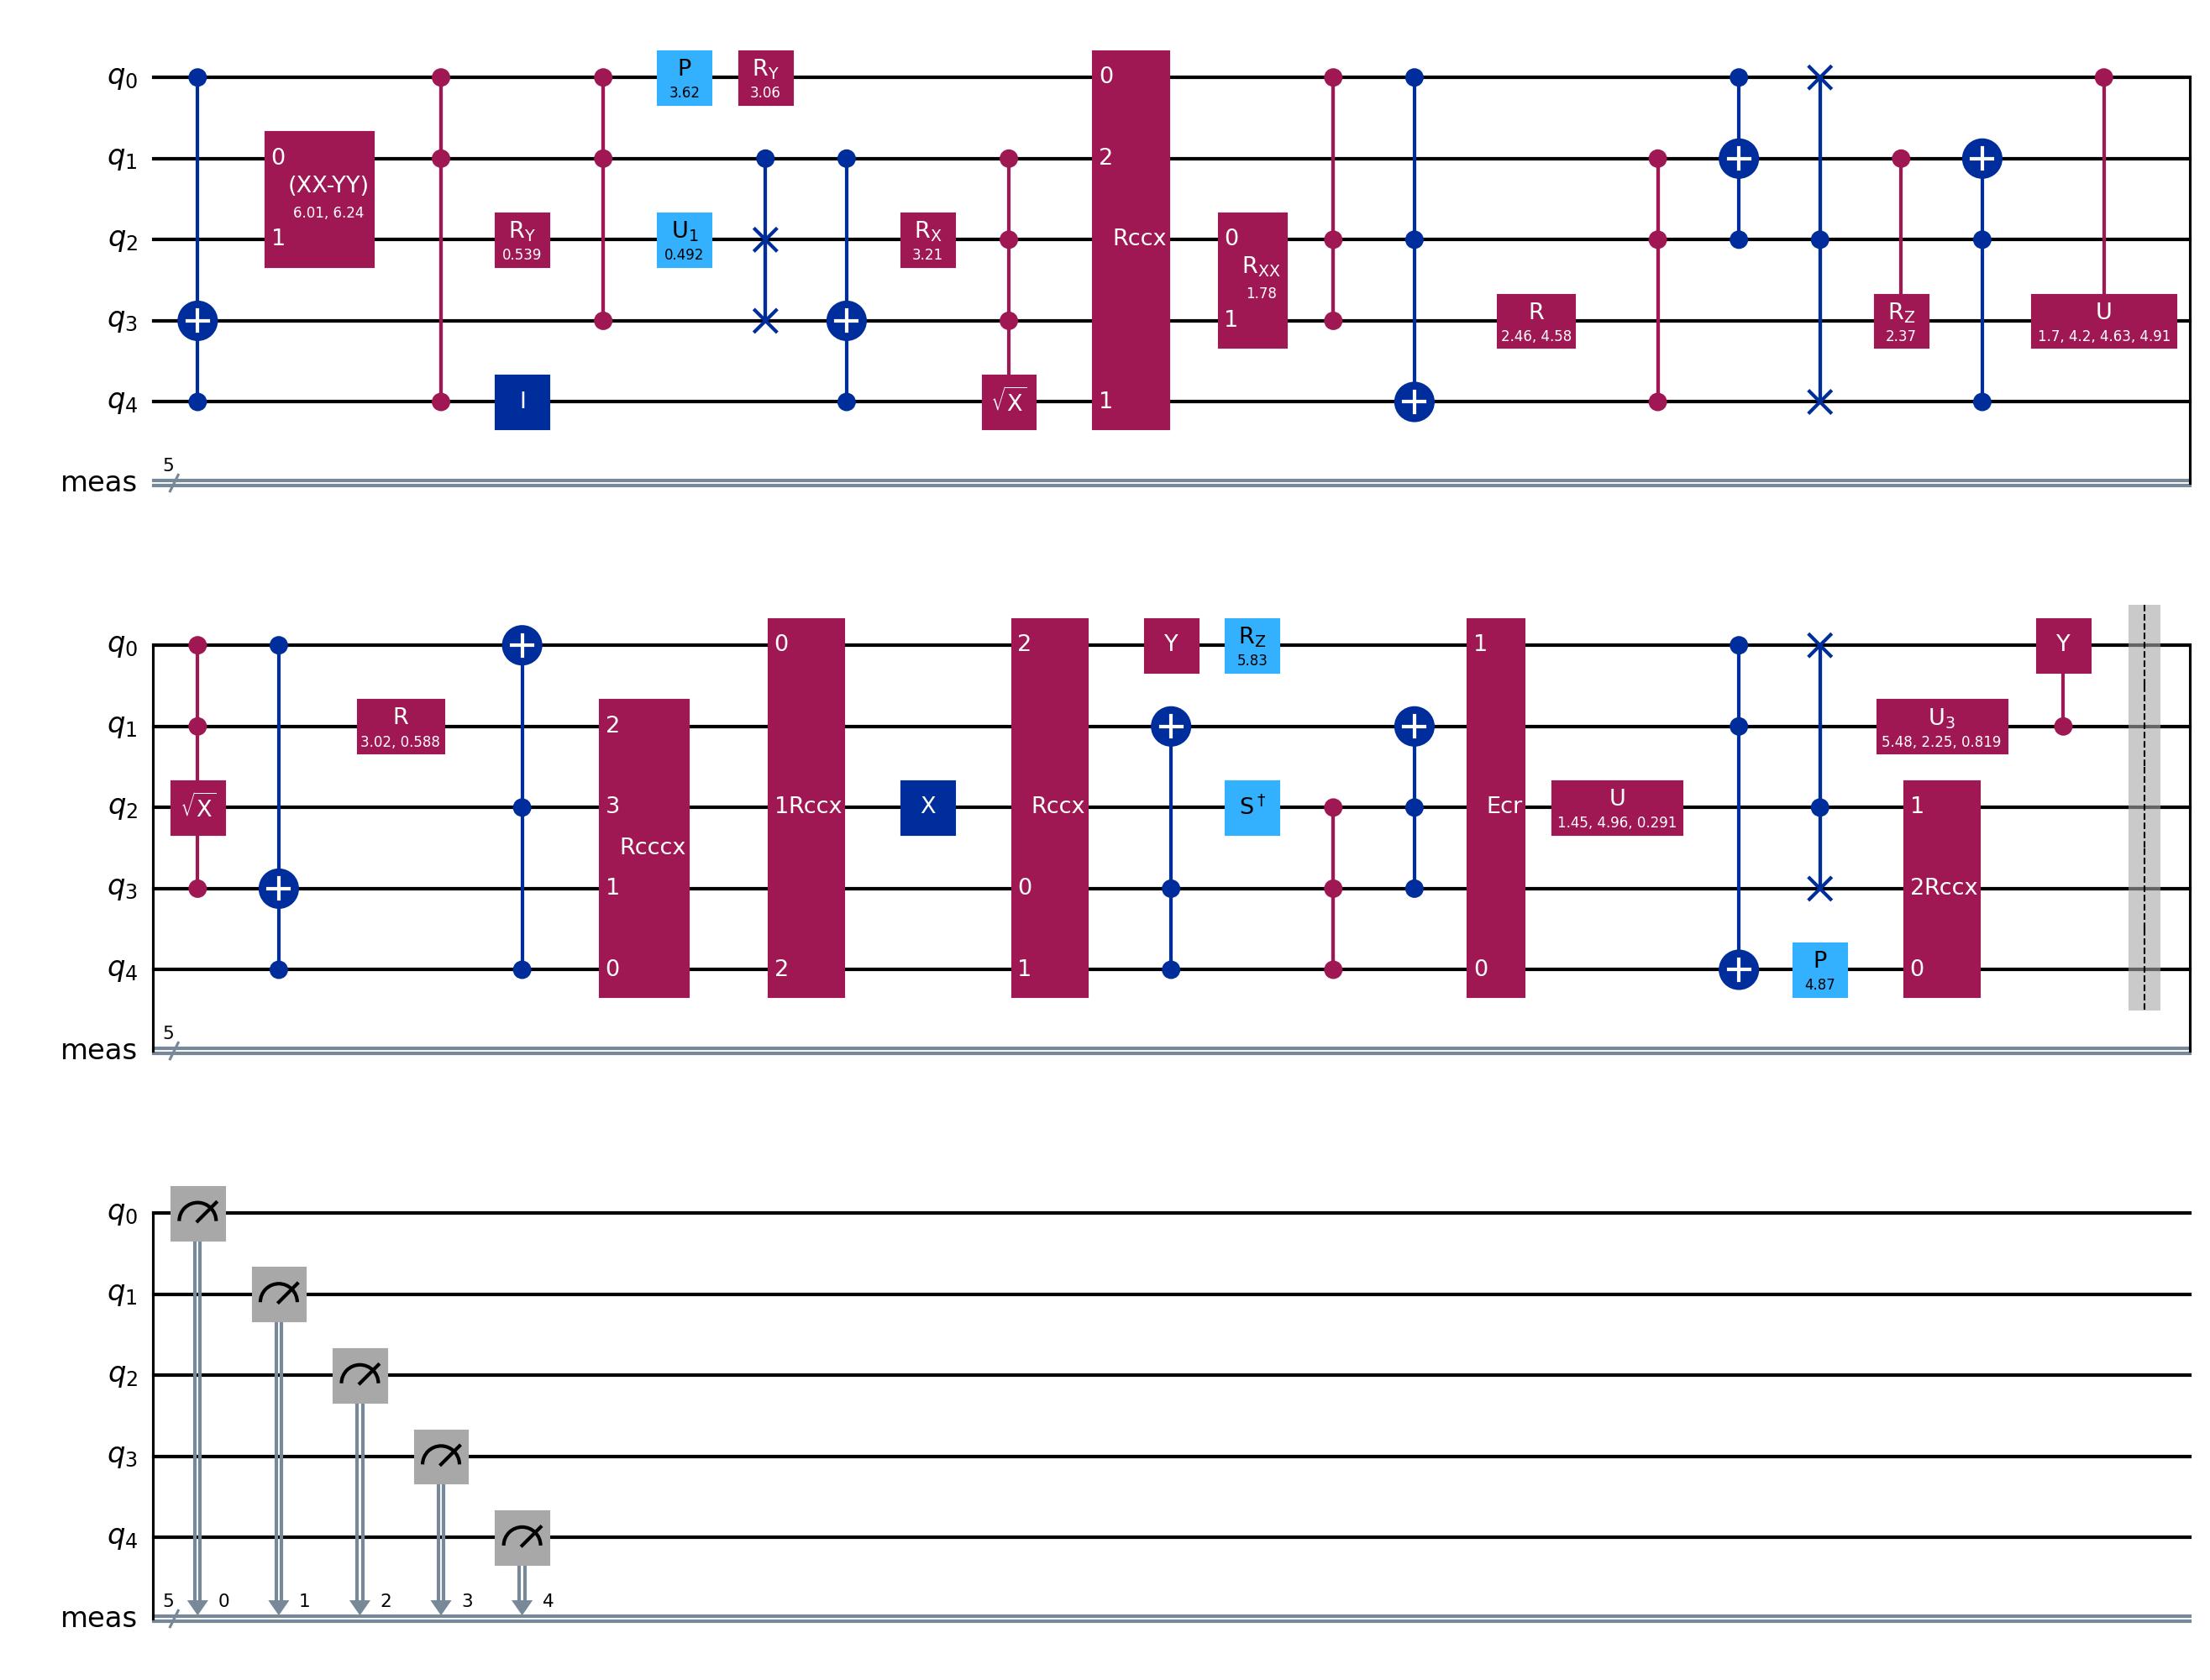 q0 P 3.62 RY 3.06 0
q1 0 (XX-YY) 6.01, 6.24 2
q2 1 RY 0.539 U1 0.492 RX 3.21 Rccx 0 RXX 1.78
q3 1 R 2.46, 4.58 RZ 2.37 U 1.7, 4.2, 4.63, 4.91
q4 I √X 1
meas 5
q0 0 2 Y RZ 5.83 1 Y
q1 R 3.02, 0.588 2 U3 5.48, 2.25, 0.819
q2 √X 3 Rcccx 1Rccx X Rccx S† Ecr U 1.45, 4.96, 0.291 1
q3 1 0 2Rccx
q4 0 2 1 0 P 4.87 0
meas 5
q0
q1
q2
q3
q4
meas 5 0 1 2 3 4